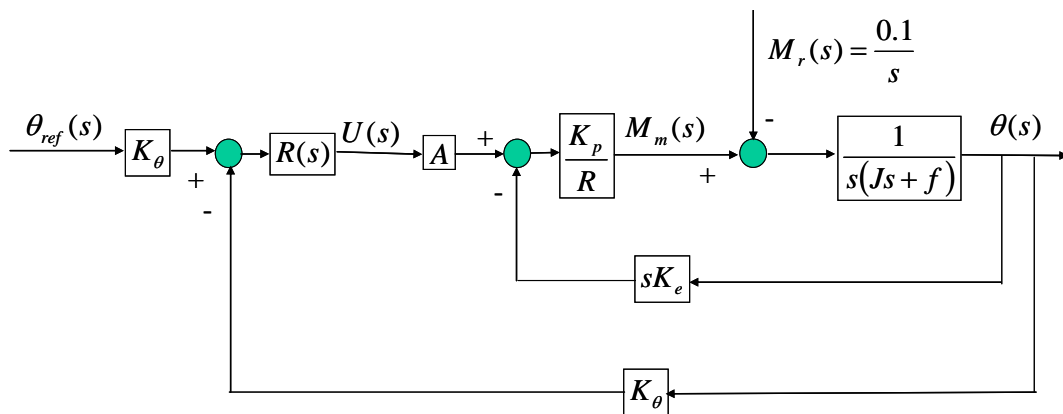 M_r(s) = 0.1/s
-
θ_ref(s)
K_θ
+
-
R(s)
U(s)
A
+
-
K_p/R
M_m(s)
+
1/s(Js + f)
θ(s)
sK_e
K_θ